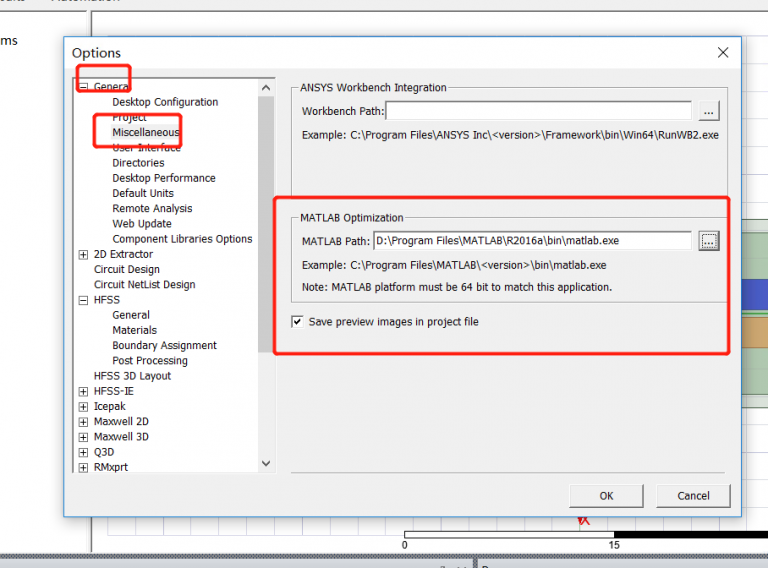 ms
Options
General
Desktop Configuration
Project
Miscellaneous
User Interface
Directories
Desktop Performance
Default Units
Remote Analysis
Web Update
Component Libraries Options
2D Extractor
Circuit Design
Circuit NetList Design
HFSS
General
Materials
Boundary Assignment
Post Processing
HFSS 3D Layout
HFSS-IE
Icepak
Maxwell 2D
Maxwell 3D
Q3D
RMxprt
ANSYS Workbench Integration
Workbench Path:
...
Example: C:\Program Files\ANSYS Inc\<version>\Framework\bin\Win64\RunWB2.exe
MATLAB Optimization
MATLAB Path: D:\Program Files\MATLAB\R2016a\bin\matlab.exe
...
Example: C:\Program Files\MATLAB\<version>\bin\matlab.exe
Note: MATLAB platform must be 64 bit to match this application.
Save preview images in project file
OK
Cancel
0
15